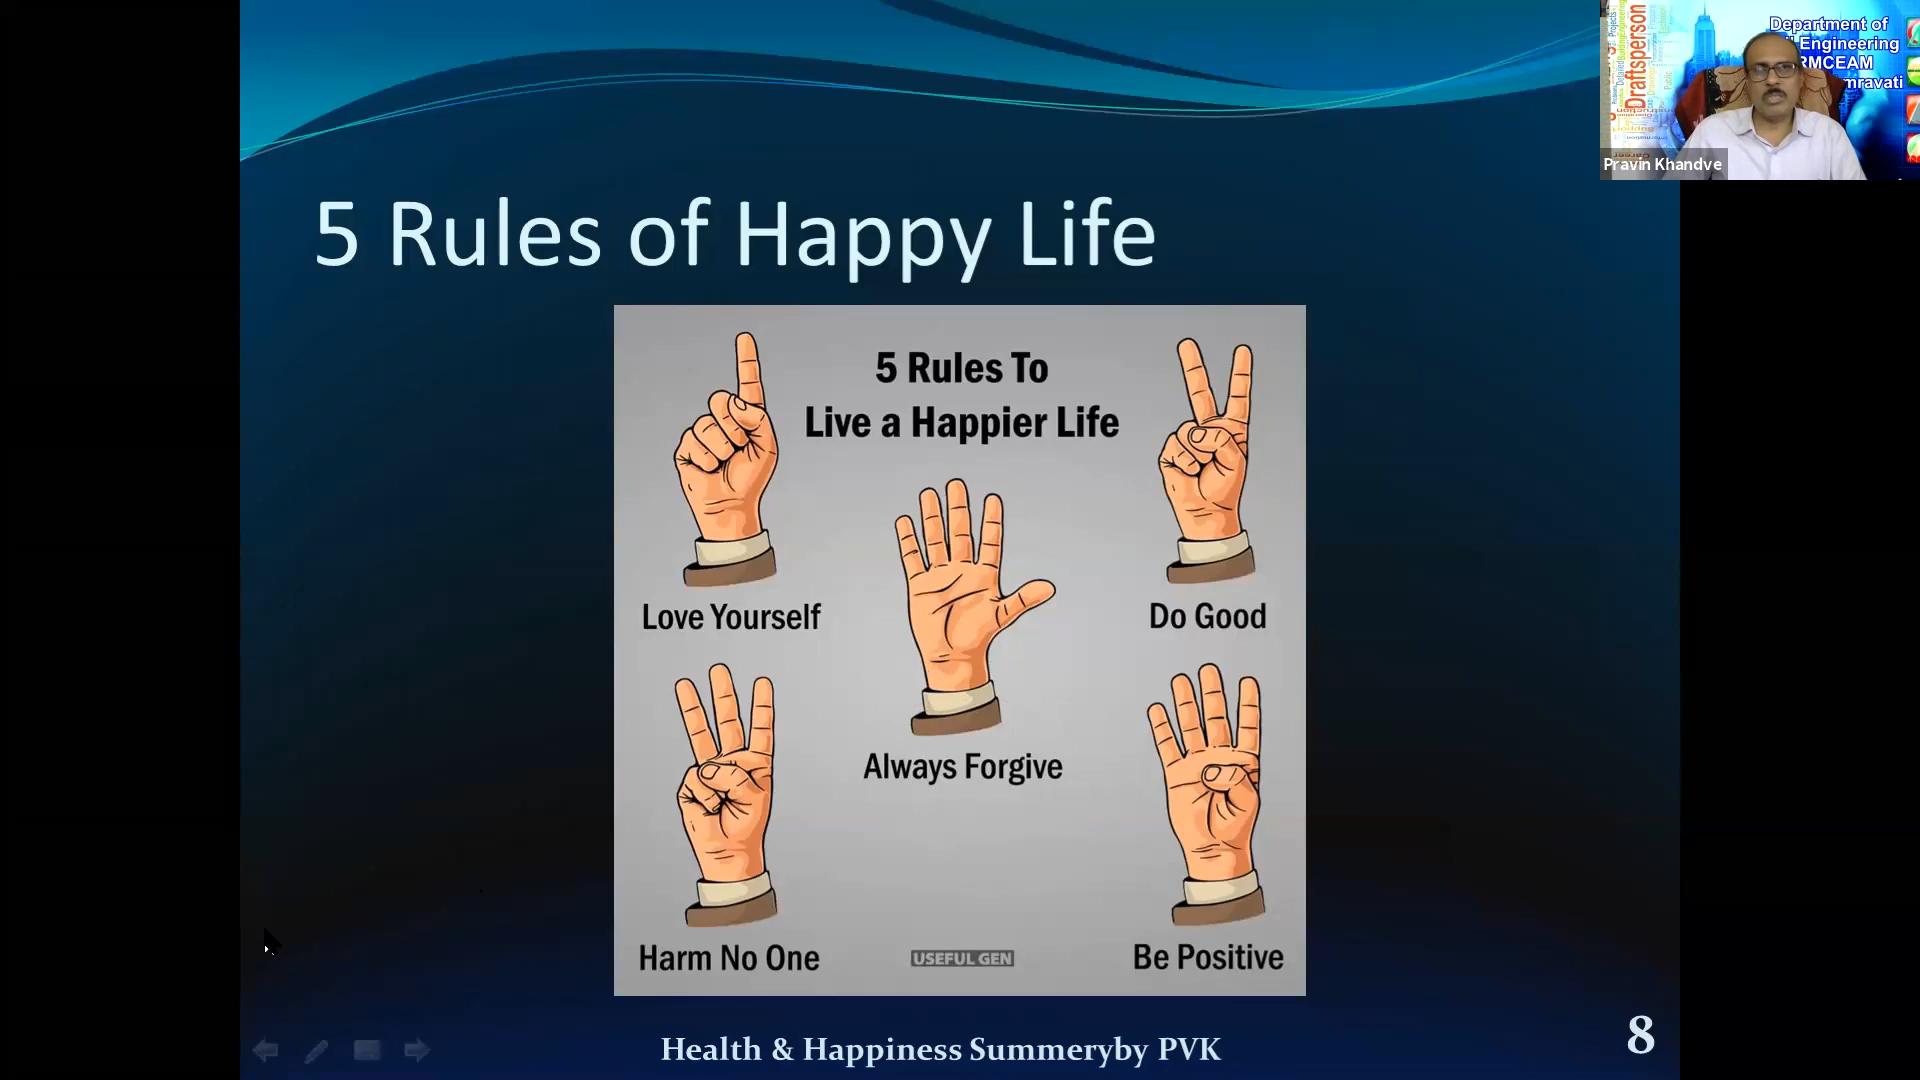 5 Rules of Happy Life
5 Rules To
Live a Happier Life
Love Yourself
Do Good
Always Forgive
Harm No One
Be Positive
USEFUL GEN
Health & Happiness Summeryby PVK
8
Department of
Engineering
RMCEAM
mravati
Draftsperson
Pravin Khandve